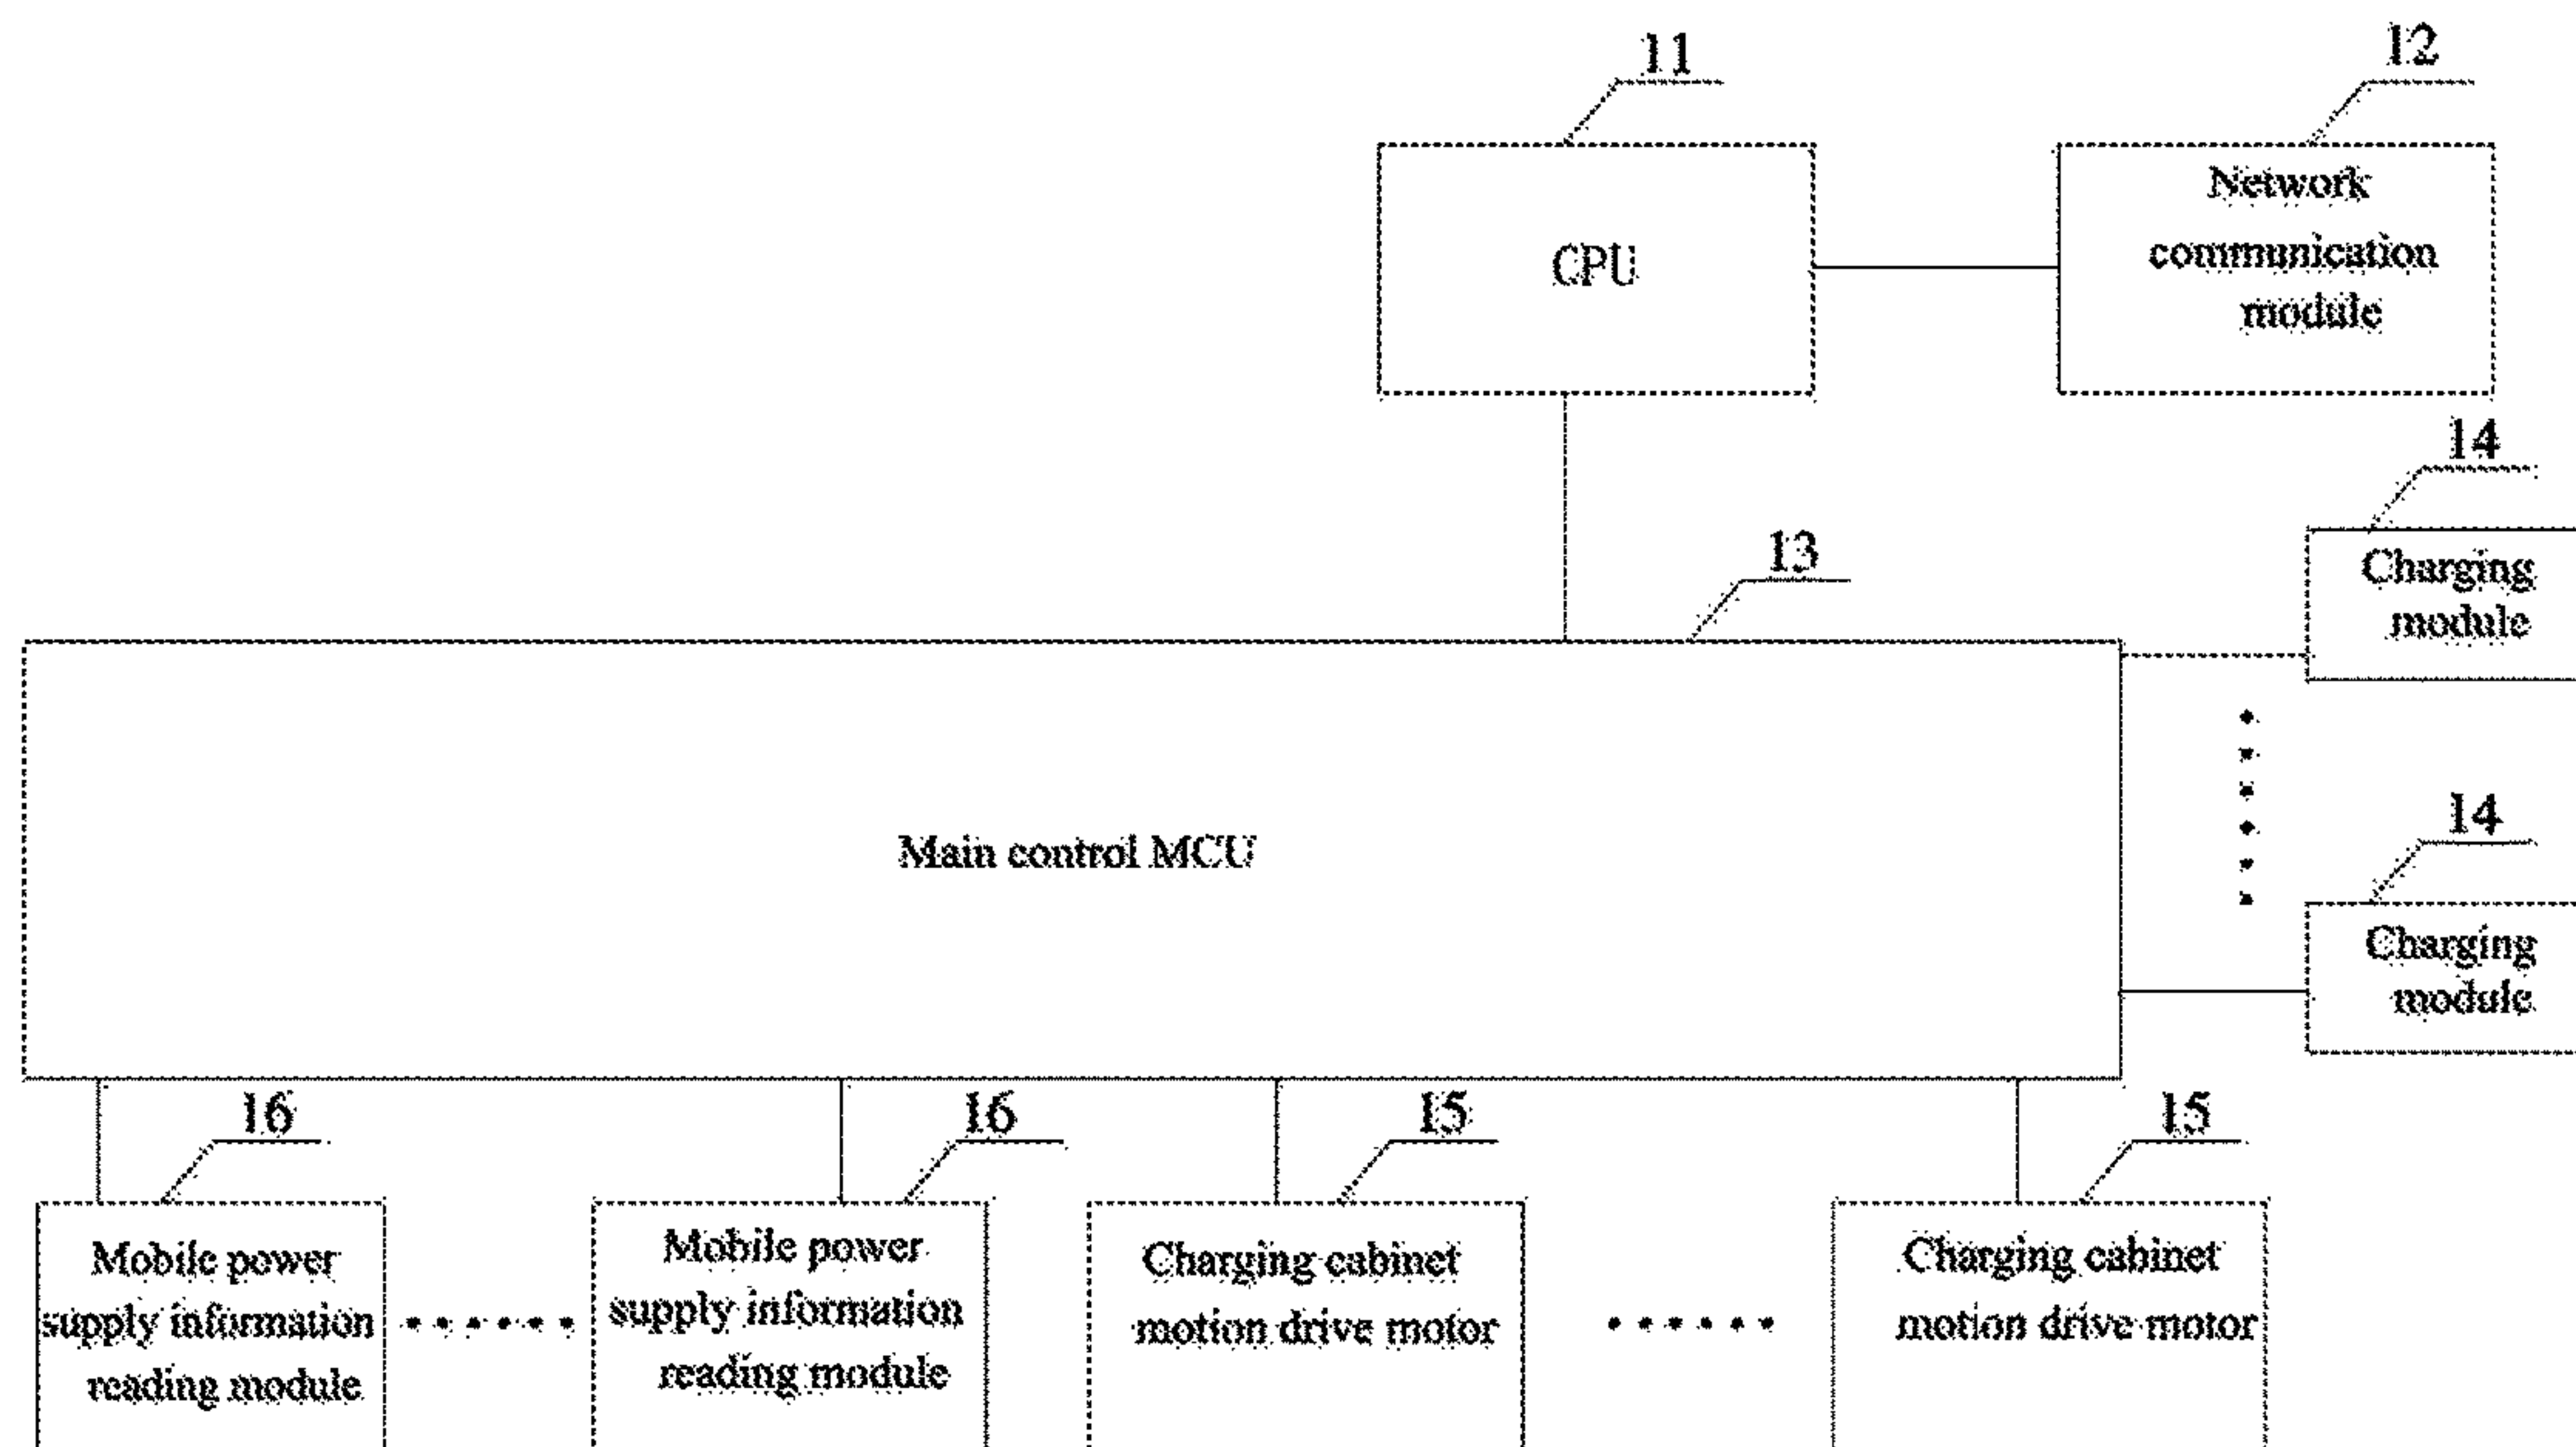 11
12
CPU
Network
communication
module
14
Charging
module
13
Main control MCU
14
Charging
module
16
16
15
15
Mobile power
supply information
reading module
Mobile power
supply information
reading module
Charging cabinet
motion drive motor
Charging cabinet
motion drive motor